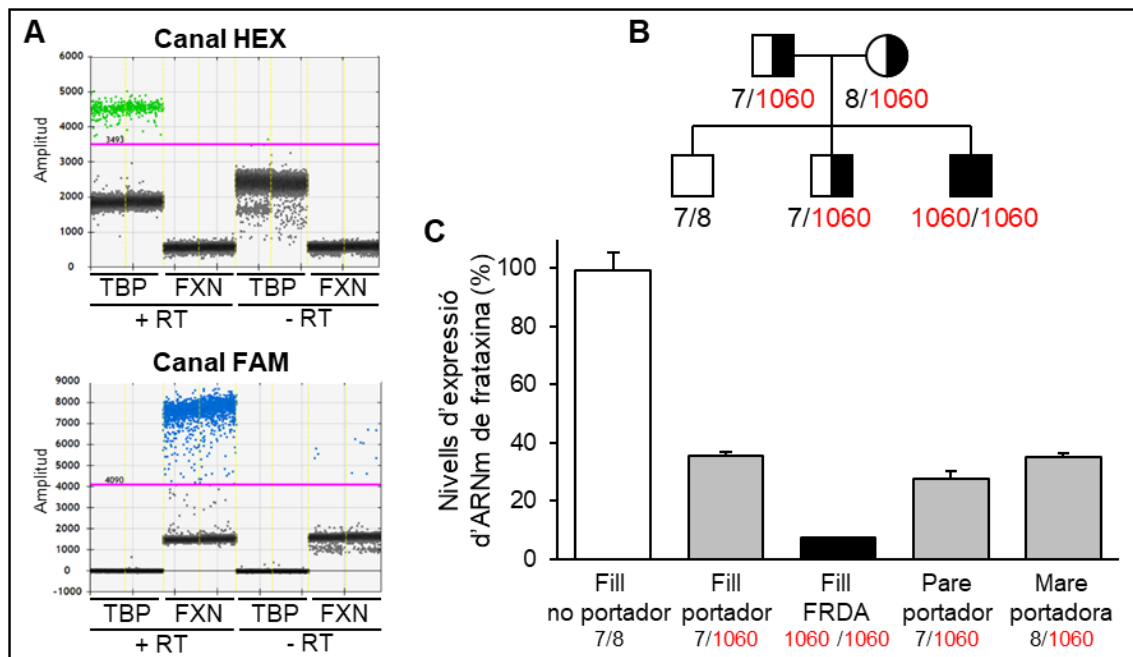 A
Canal HEX
Amplitud
6000
5000
4000
3493
3000
2000
1000
0
TBP FXN TBP FXN
+ RT - RT
Canal FAM
Amplitud
9000
8000
7000
6000
5000
4090
4000
3000
2000
1000
0
-1000
TBP FXN TBP FXN
+ RT - RT
B
7/1060 8/1060
7/8 7/1060 1060/1060
C
Nivells d'expressió
d'ARNm de frataxina (%)
100
80
60
40
20
0
Fill Fill Fill Pare Mare
no portador portador FRDA portador portadora
7/8 7/1060 1060 /1060 7/1060 8/1060